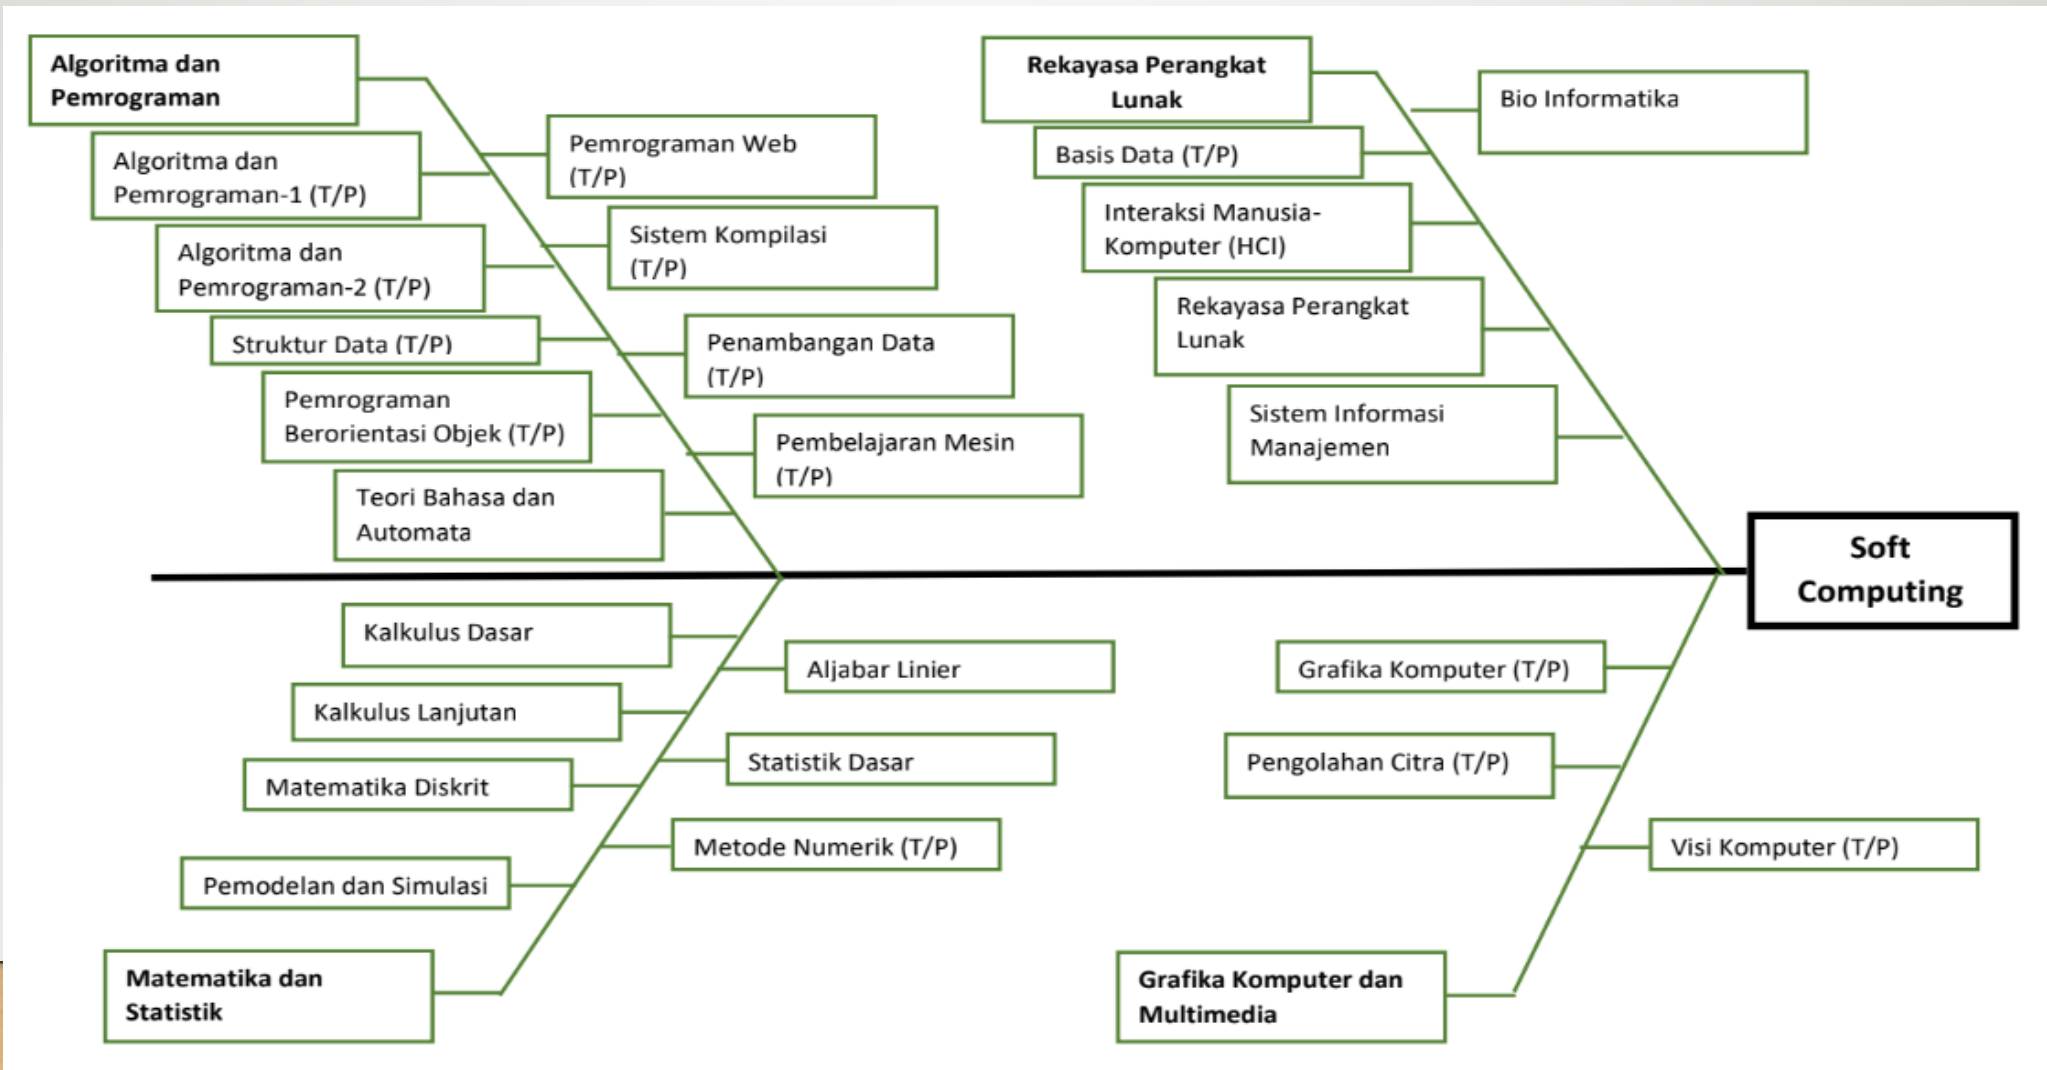 Algoritma dan
Pemrograman
Algoritma dan
Pemrograman-1 (T/P)
Algoritma dan
Pemrograman-2 (T/P)
Struktur Data (T/P)
Pemrograman
Berorientasi Objek (T/P)
Teori Bahasa dan
Automata
Pemrograman Web
(T/P)
Sistem Kompilasi
(T/P)
Penambangan Data
(T/P)
Pembelajaran Mesin
(T/P)
Rekayasa Perangkat
Lunak
Basis Data (T/P)
Interaksi Manusia-
Komputer (HCI)
Rekayasa Perangkat
Lunak
Sistem Informasi
Manajemen
Bio Informatika
Soft
Computing
Kalkulus Dasar
Kalkulus Lanjutan
Matematika Diskrit
Pemodelan dan Simulasi
Matematika dan
Statistik
Aljabar Linier
Statistik Dasar
Metode Numerik (T/P)
Grafika Komputer (T/P)
Pengolahan Citra (T/P)
Visi Komputer (T/P)
Grafika Komputer dan
Multimedia